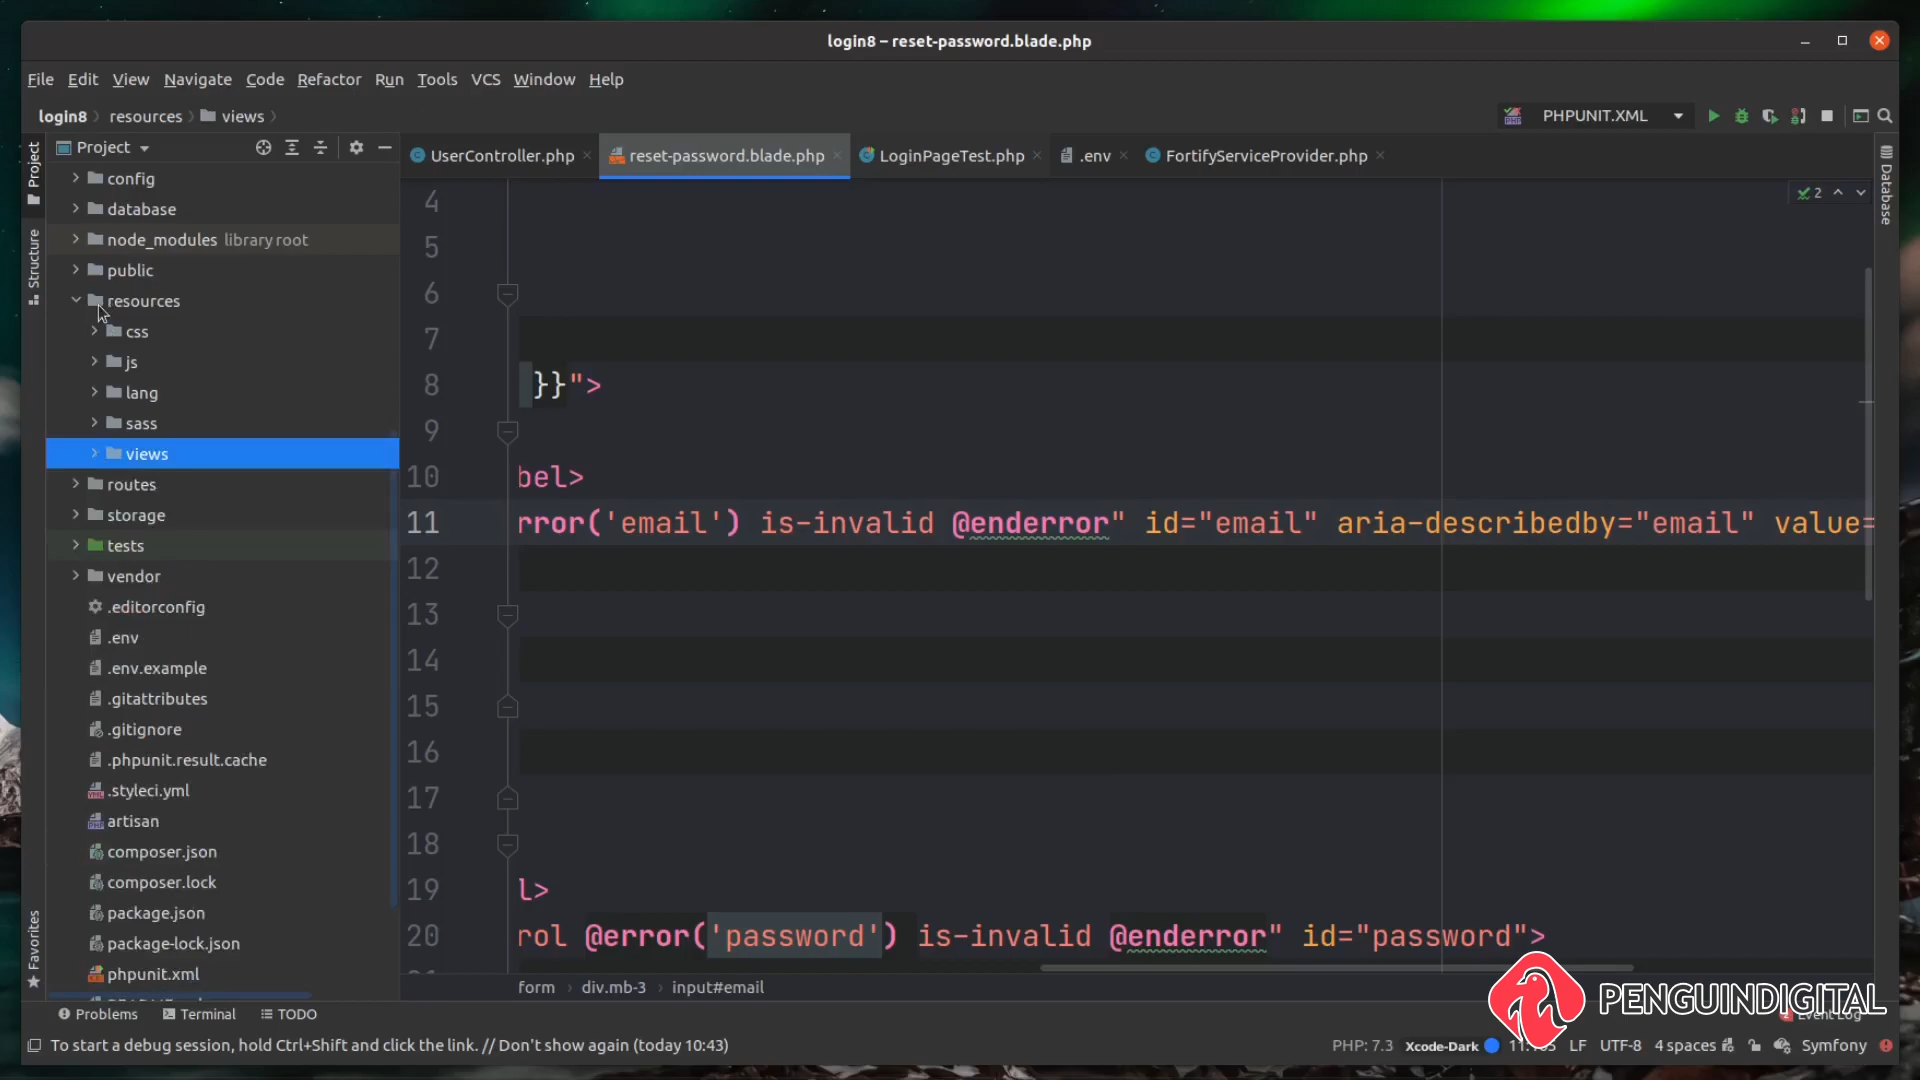 login8 – reset-password.blade.php
File Edit View Navigate Code Refactor Run Tools VCS Window Help
login8 resources views
PHPUNIT.XML
Project
UserController.php reset-password.blade.php LoginPageTest.php .env FortifyServiceProvider.php
Project
Structure
Favorites
Database
config
database
node_modules library root
public
resources
css
js
lang
sass
views
routes
storage
tests
vendor
.editorconfig
.env
.env.example
.gitattributes
.gitignore
.phpunit.result.cache
.styleci.yml
artisan
composer.json
composer.lock
package.json
package-lock.json
phpunit.xml
2
4
5
6
7
8 }}">
9
10 bel>
11 rror('email') is-invalid @enderror" id="email" aria-describedby="email" value=
12
13
14
15
16
17
18
19 l>
20 rol @error('password') is-invalid @enderror" id="password">
form div.mb-3 input#email
PENGUINDIGITAL
Problems Terminal TODO
Event Log
To start a debug session, hold Ctrl+Shift and click the link. // Don't show again (today 10:43)
PHP: 7.3 Xcode-Dark LF UTF-8 4 spaces Symfony